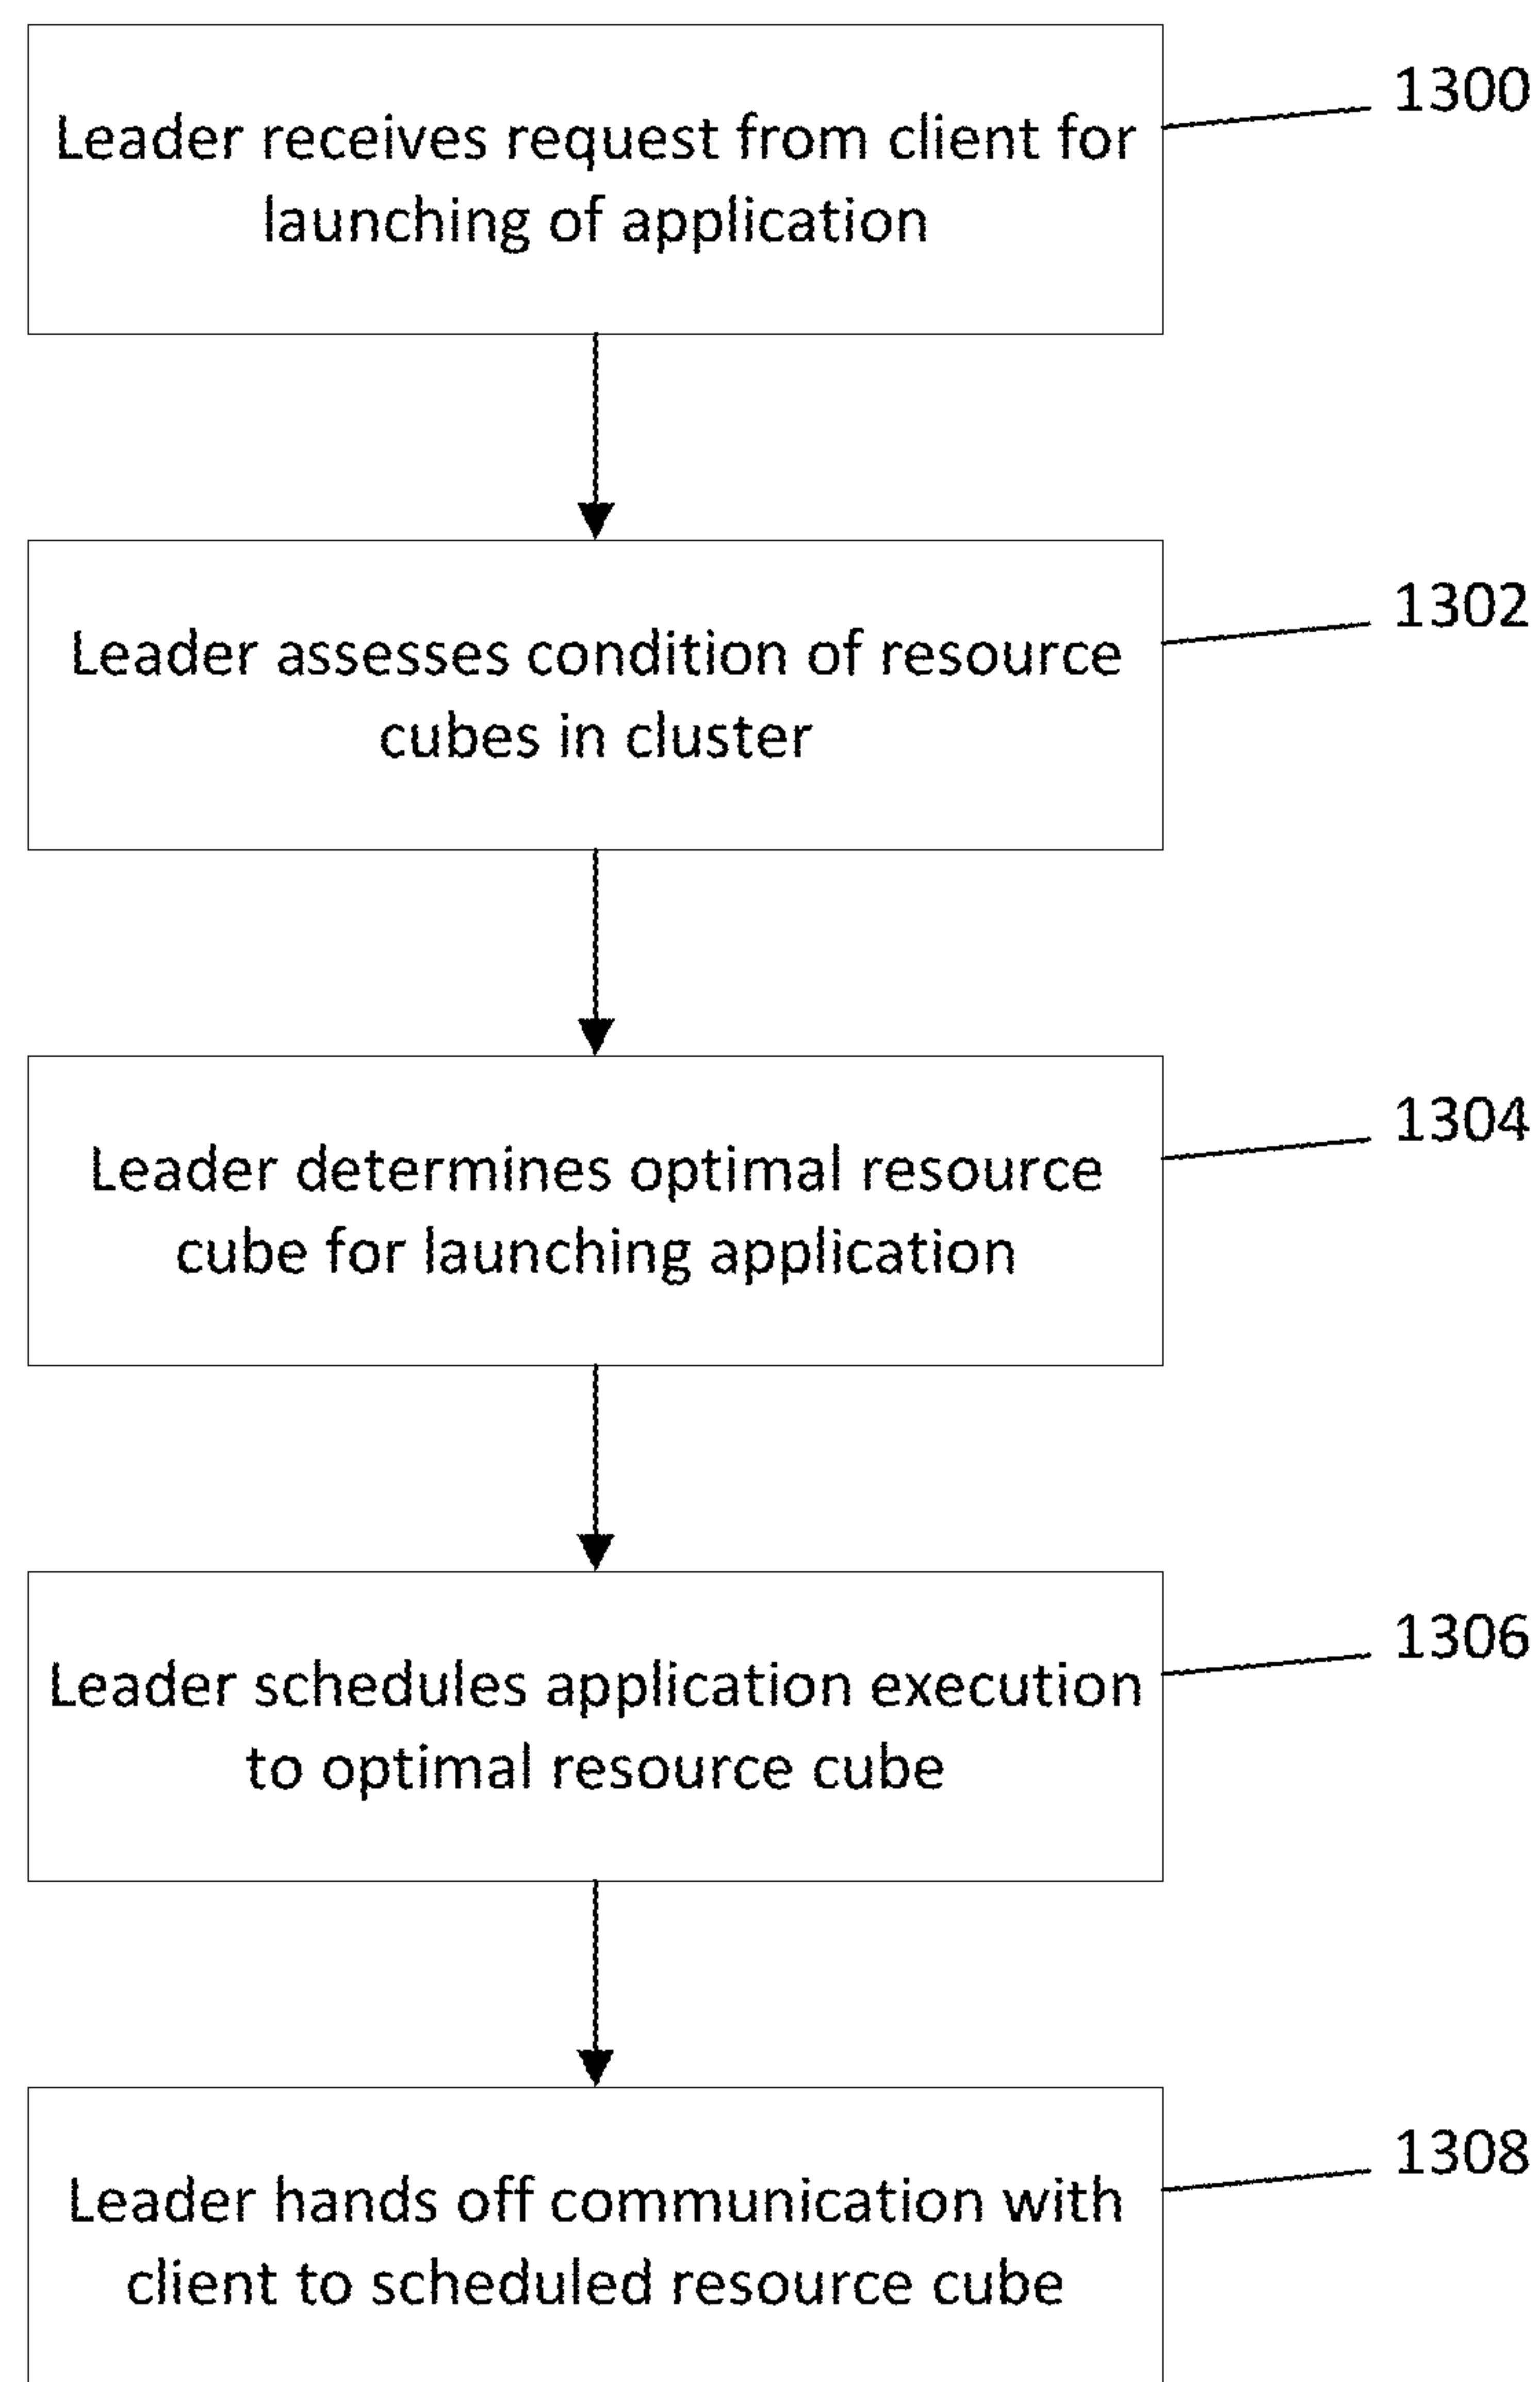 1300
Leader receives request from client for
launching of application
1302
Leader assesses condition of resource
cubes in cluster
1304
Leader determines optimal resource
cube for launching application
1306
Leader schedules application execution
to optimal resource cube
1308
Leader hands off communication with
client to scheduled resource cube